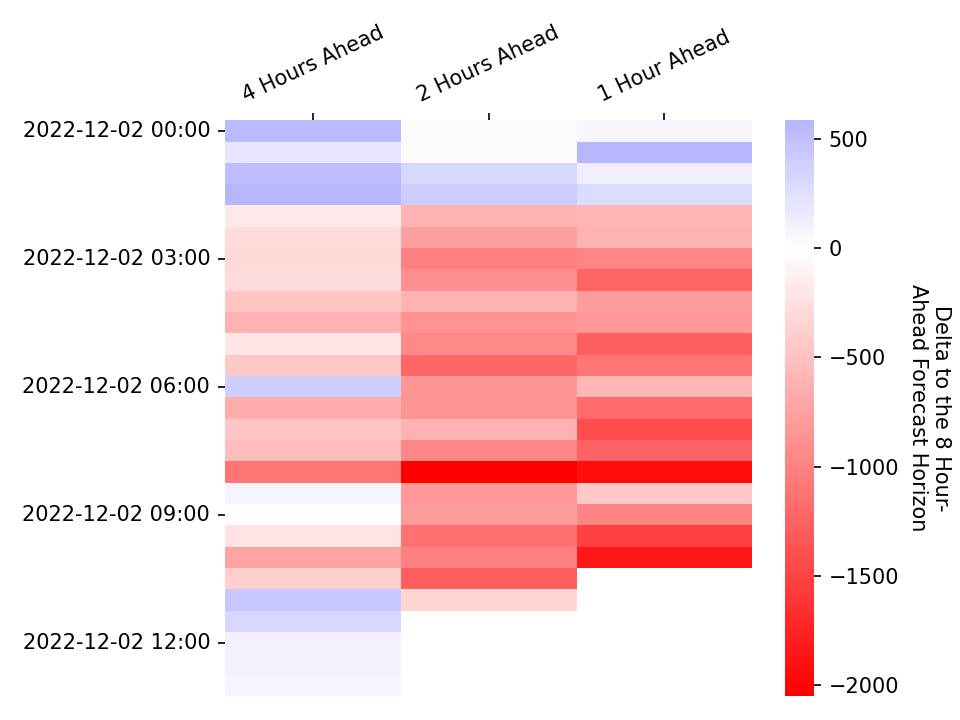 4 Hours Ahead
2 Hours Ahead
1 Hour Ahead
2022-12-02 00:00
2022-12-02 03:00
2022-12-02 06:00
2022-12-02 09:00
2022-12-02 12:00
500
0
−500
−1000
−1500
−2000
Delta to the 8 Hour-
Ahead Forecast Horizon